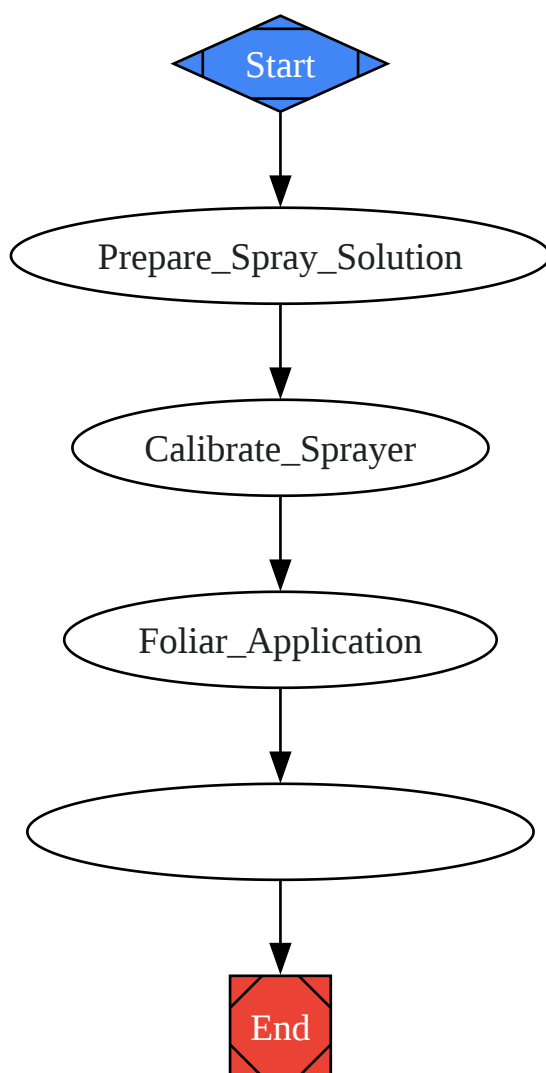 Start
Prepare_Spray_Solution
Calibrate_Sprayer
Foliar_Application
End